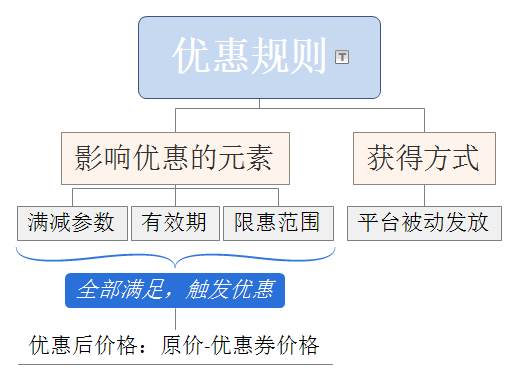 优惠规则
影响优惠的元素
获得方式
满减参数
有效期
限惠范围
平台被动发放
全部满足，触发优惠
优惠后价格：原价-优惠券价格